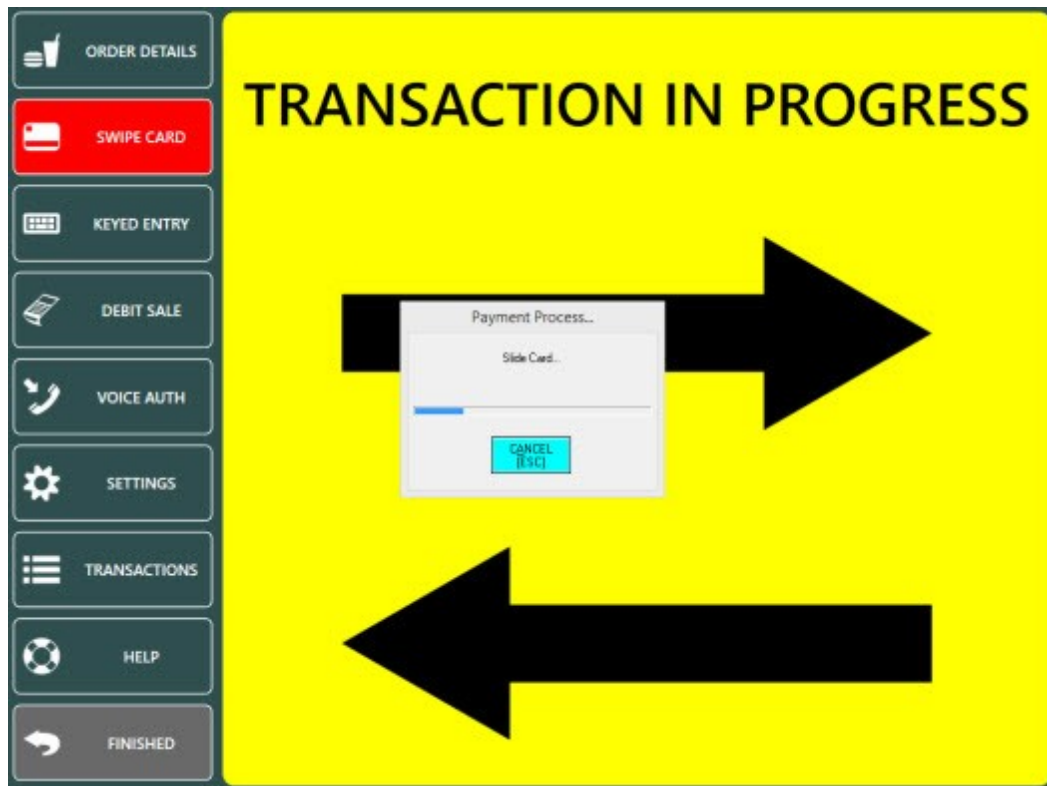 ORDER DETAILS
SWIPE CARD
KEYED ENTRY
DEBIT SALE
VOICE AUTH
SETTINGS
TRANSACTIONS
HELP
FINISHED
TRANSACTION IN PROGRESS
Payment Process...
Slide Card...
CANCEL
[ESC]